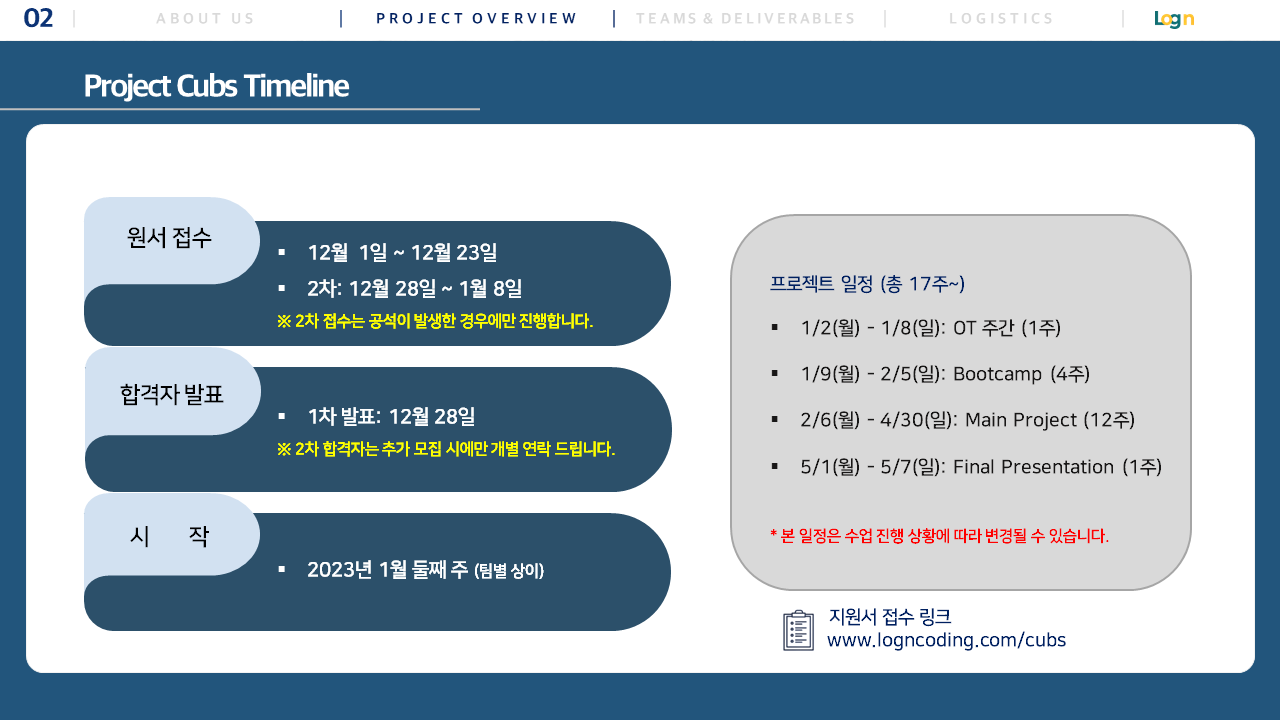 02 | ABOUT US | PROJECT OVERVIEW | TEAMS & DELIVERABLES | LOGISTICS | Logn
Project Cubs Timeline
원서 접수
▪ 12월 1일 ~ 12월 23일
▪ 2차: 12월 28일 ~ 1월 8일
※ 2차 접수는 공석이 발생한 경우에만 진행합니다.
합격자 발표
▪ 1차 발표: 12월 28일
※ 2차 합격자는 추가 모집 시에만 개별 연락 드립니다.
시 작
▪ 2023년 1월 둘째 주 (팀별 상이)
프로젝트 일정 (총 17주~)
▪ 1/2(월) - 1/8(일): OT 주간 (1주)
▪ 1/9(월) - 2/5(일): Bootcamp (4주)
▪ 2/6(월) - 4/30(일): Main Project (12주)
▪ 5/1(월) - 5/7(일): Final Presentation (1주)
* 본 일정은 수업 진행 상황에 따라 변경될 수 있습니다.
지원서 접수 링크
www.logncoding.com/cubs